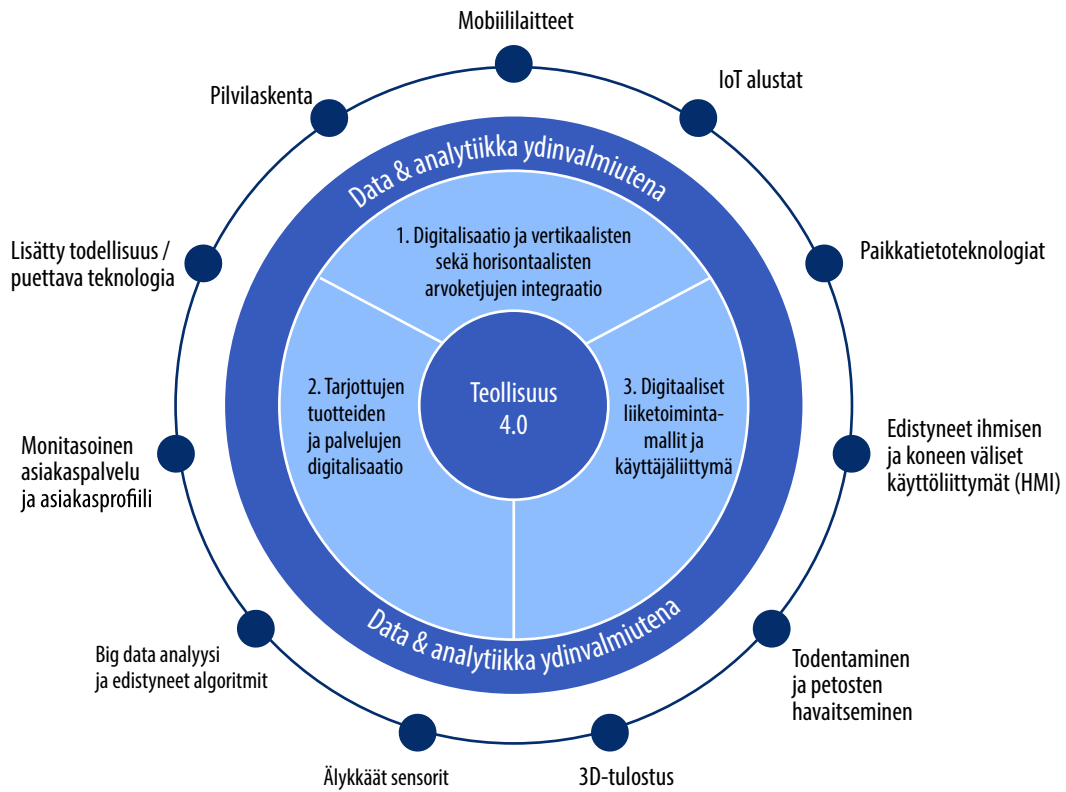 Mobiililaitteet
IoT alustat
Pilvilaskenta
Data & analytiikka ydinvalmiutena
1. Digitalisaatio ja vertikaalisten
sekä horisontaalisten
arvoketjujen integraatio
Lisätty todellisuus /
puettava teknologia
Paikkatietoteknologiat
2. Tarjottujen
tuotteiden
ja palvelujen
digitalisaatio
Teollisuus
4.0
3. Digitaaliset
liiketoiminta-
mallit ja
käyttäjäliittymä
Monitasoinen
asiakaspalvelu
ja asiakasprofiili
Edistyneet ihmisen
ja koneen väliset
käyttöliittymät (HMI)
Data & analytiikka ydinvalmiutena
Big data analyysi
ja edistyneet algoritmit
Todentaminen
ja petosten
havaitseminen
Älykkäät sensorit
3D-tulostus